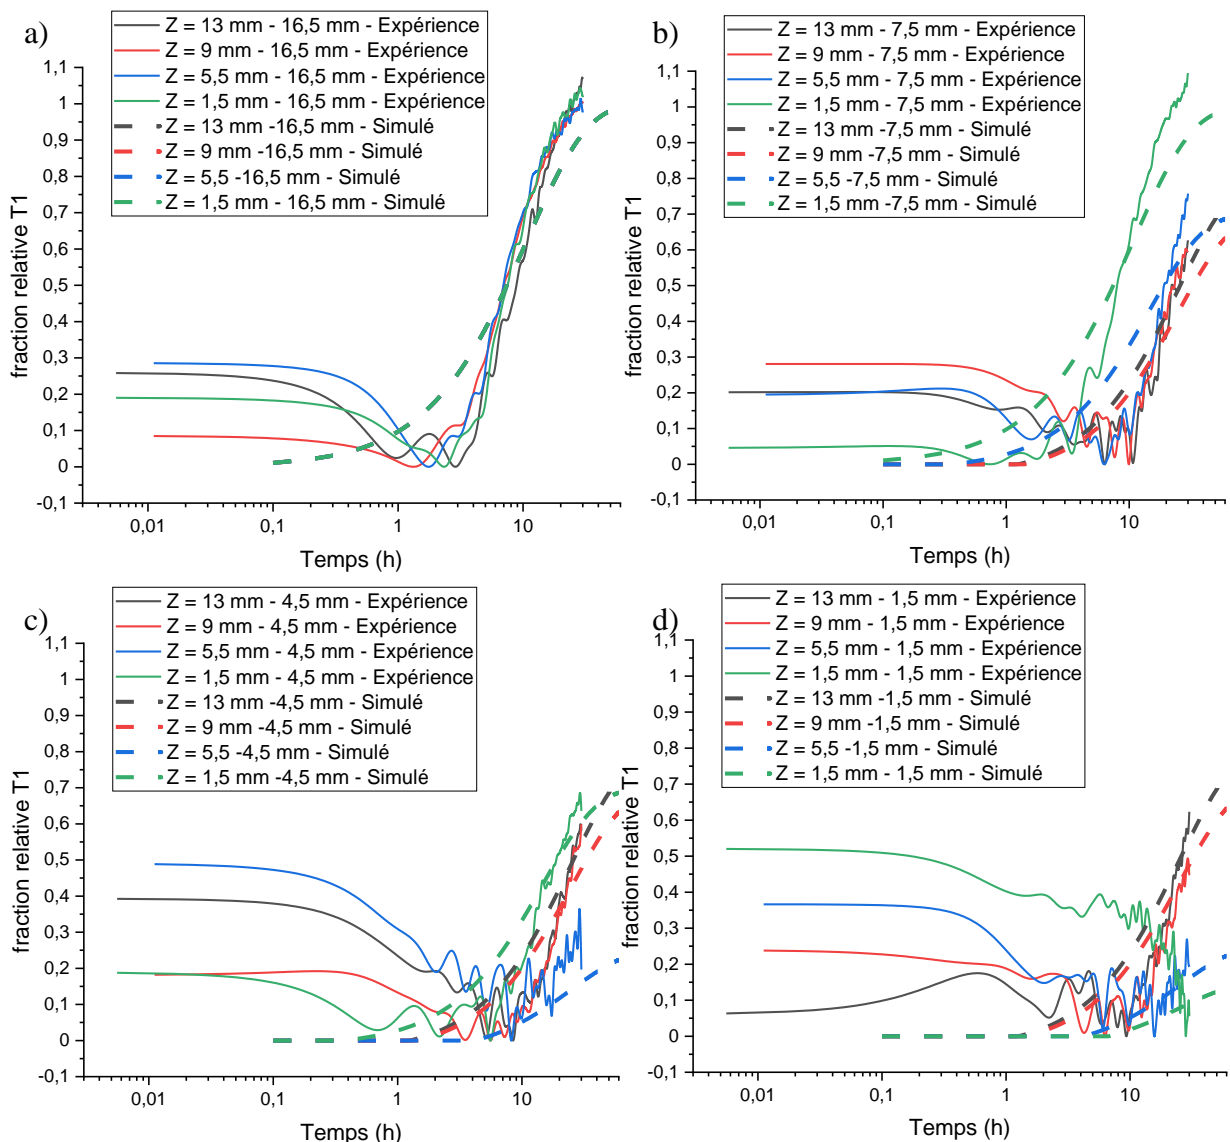 a)
Z = 13 mm - 16,5 mm - Expérience
Z = 9 mm - 16,5 mm - Expérience
Z = 5,5 mm - 16,5 mm - Expérience
Z = 1,5 mm - 16,5 mm - Expérience
Z = 13 mm -16,5 mm - Simulé
Z = 9 mm -16,5 mm - Simulé
Z = 5,5 -16,5 mm - Simulé
Z = 1,5 mm - 16,5 mm - Simulé
1,1
1
0,9
0,8
0,7
0,6
0,5
0,4
0,3
0,2
0,1
0
-0,1
fraction relative T1
0,01
0,1
1
10
Temps (h)
b)
Z = 13 mm - 7,5 mm - Expérience
Z = 9 mm - 7,5 mm - Expérience
Z = 5,5 mm - 7,5 mm - Expérience
Z = 1,5 mm - 7,5 mm - Expérience
Z = 13 mm -7,5 mm - Simulé
Z = 9 mm -7,5 mm - Simulé
Z = 5,5 -7,5 mm - Simulé
Z = 1,5 mm -7,5 mm - Simulé
1,1
1
0,9
0,8
0,7
0,6
0,5
0,4
0,3
0,2
0,1
0
-0,1
fraction relative T1
0,01
0,1
1
10
Temps (h)
c)
Z = 13 mm - 4,5 mm - Expérience
Z = 9 mm - 4,5 mm - Expérience
Z = 5,5 mm - 4,5 mm - Expérience
Z = 1,5 mm - 4,5 mm - Expérience
Z = 13 mm -4,5 mm - Simulé
Z = 9 mm -4,5 mm - Simulé
Z = 5,5 -4,5 mm - Simulé
Z = 1,5 mm -4,5 mm - Simulé
1,1
1
0,9
0,8
0,7
0,6
0,5
0,4
0,3
0,2
0,1
0
-0,1
fraction relative T1
0,01
0,1
1
10
Temps (h)
d)
Z = 13 mm - 1,5 mm - Expérience
Z = 9 mm - 1,5 mm - Expérience
Z = 5,5 mm - 1,5 mm - Expérience
Z = 1,5 mm - 1,5 mm - Expérience
Z = 13 mm -1,5 mm - Simulé
Z = 9 mm -1,5 mm - Simulé
Z = 5,5 -1,5 mm - Simulé
Z = 1,5 mm - 1,5 mm - Simulé
1,1
1
0,9
0,8
0,7
0,6
0,5
0,4
0,3
0,2
0,1
0
-0,1
fraction relative T1
0,01
0,1
1
10
Temps (h)